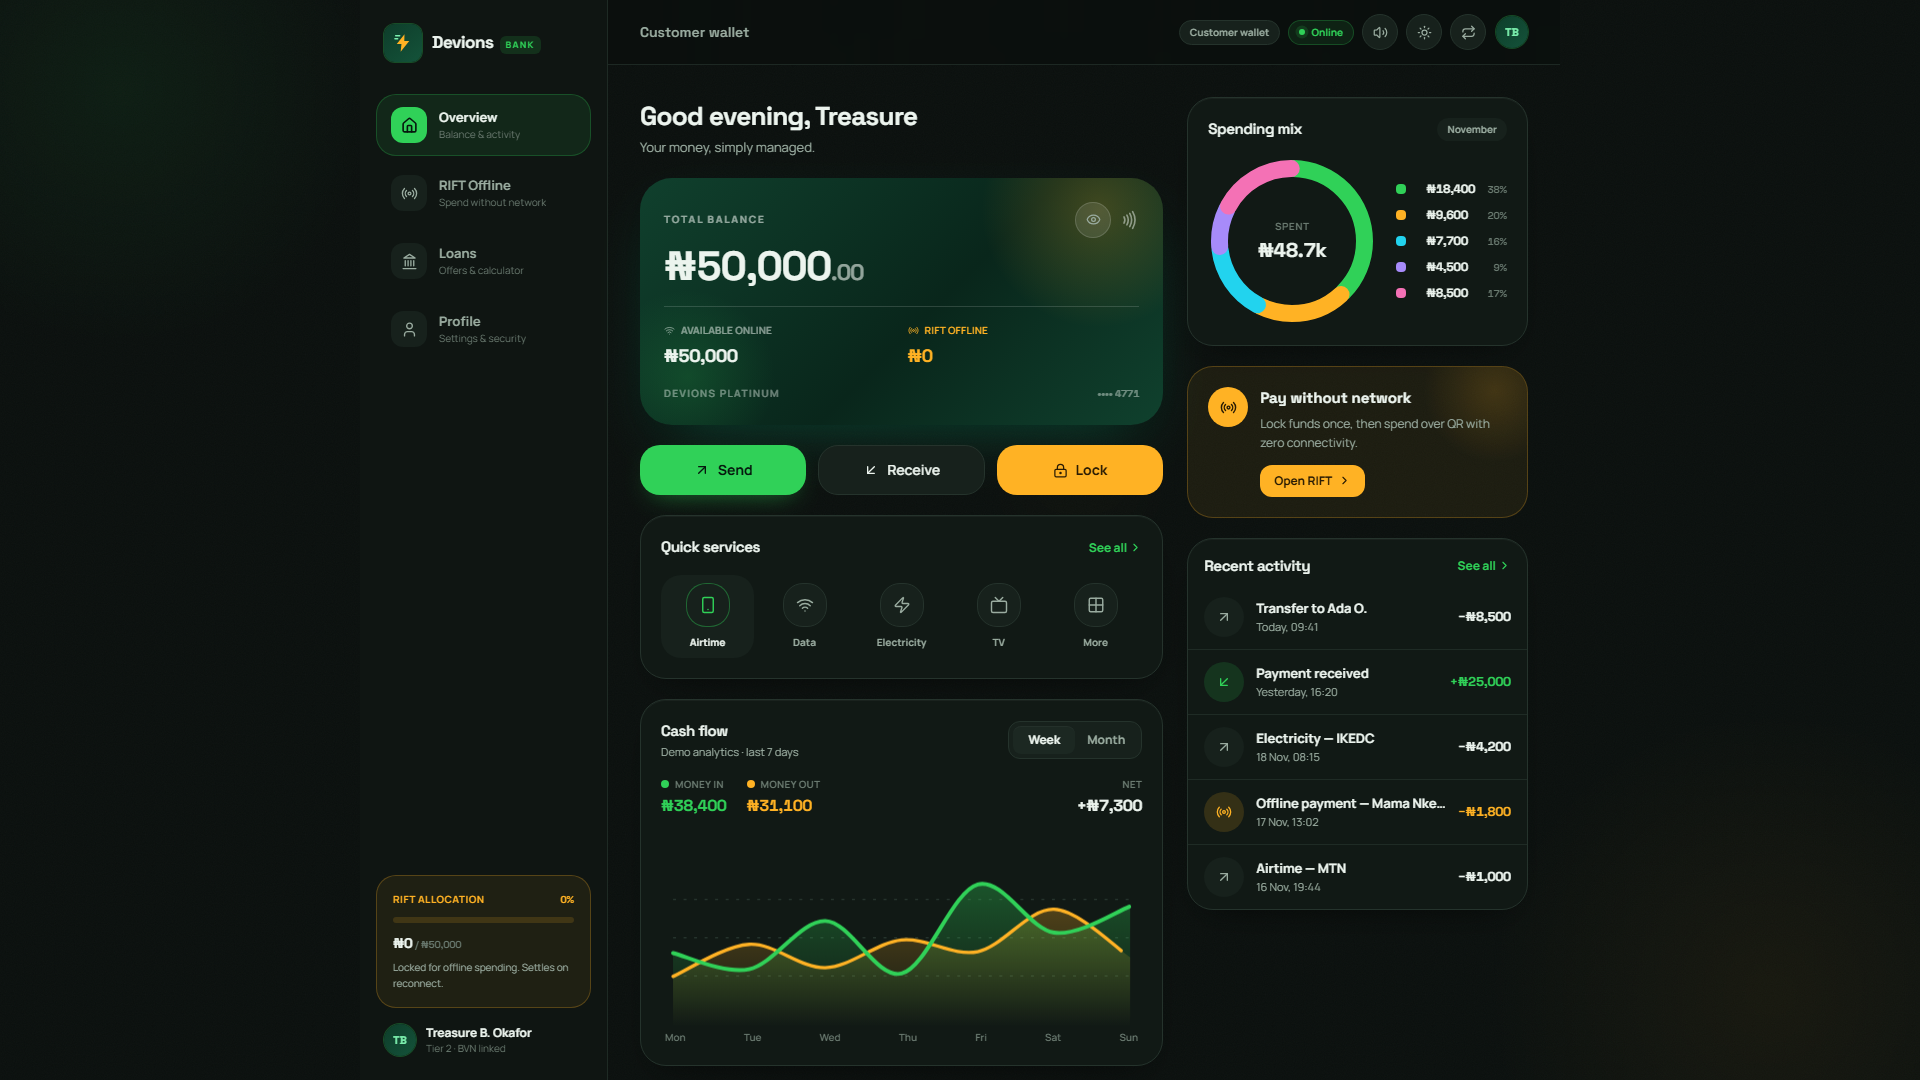 Devions BANK
Overview
Balance & activity
RIFT Offline
Spend without network
Loans
Offers & calculator
Profile
Settings & security
RIFT ALLOCATION 0%
₦0 / ₦50,000
Locked for offline spending. Settles on
reconnect.
TB
Treasure B. Okafor
Tier 2 · BVN linked
Customer wallet
Customer wallet
Online
TB
Good evening, Treasure
Your money, simply managed.
TOTAL BALANCE
₦50,000.00
AVAILABLE ONLINE
₦50,000
RIFT OFFLINE
₦0
DEVIONS PLATINUM
•••• 4771
Send
Receive
Lock
Quick services
See all
Airtime
Data
Electricity
TV
More
Cash flow
Demo analytics · last 7 days
Week
Month
MONEY IN
₦38,400
MONEY OUT
₦31,100
NET
+₦7,300
Mon Tue Wed Thu Fri Sat Sun
Spending mix
November
SPENT
₦48.7k
₦18,400 38%
₦9,600 20%
₦7,700 16%
₦4,500 9%
₦8,500 17%
Pay without network
Lock funds once, then spend over QR with
zero connectivity.
Open RIFT
Recent activity
See all
Transfer to Ada O.
Today, 09:41
−₦8,500
Payment received
Yesterday, 16:20
+₦25,000
Electricity — IKEDC
18 Nov, 08:15
−₦4,200
Offline payment — Mama Nke...
17 Nov, 13:02
−₦1,800
Airtime — MTN
16 Nov, 19:44
−₦1,000